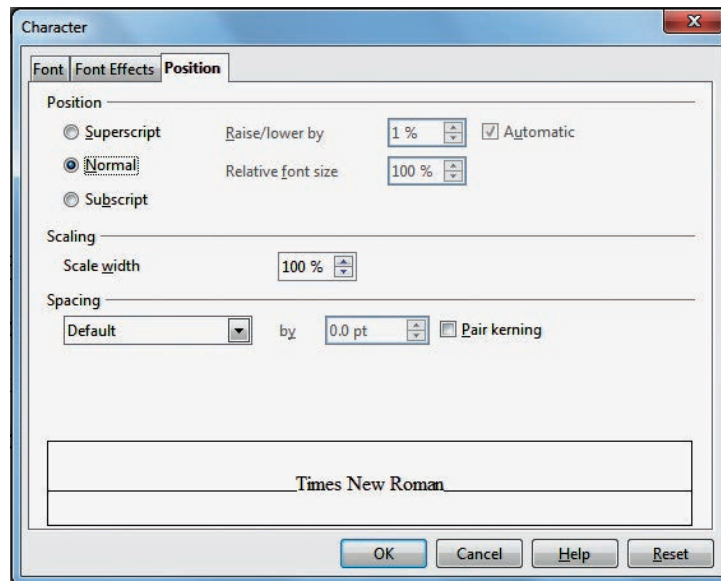 Character
Font Font Effects Position
Position
Superscript Raise/lower by 1 % Automatic
Normal Relative font size 100 %
Subscript
Scaling
Scale width 100 %
Spacing
Default by 0.0 pt Pair kerning
Times New Roman
OK Cancel Help Reset